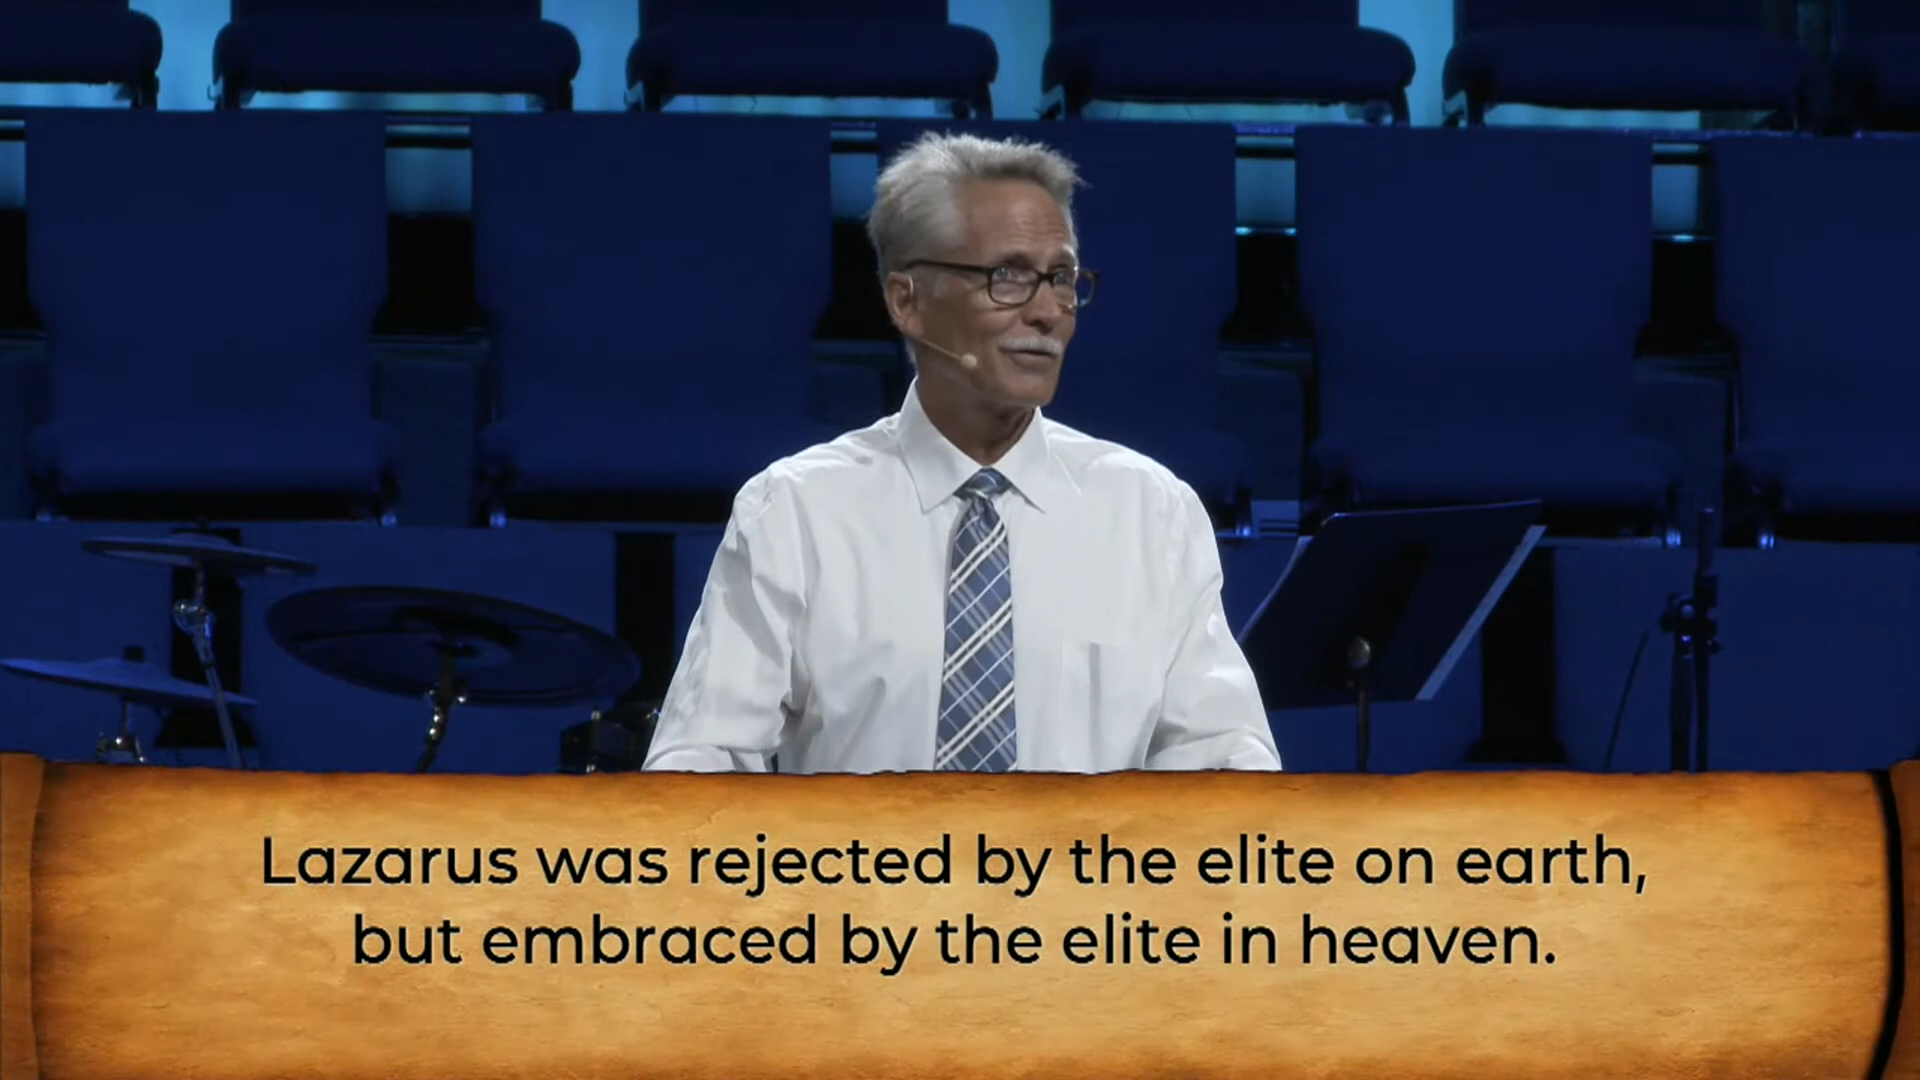 Lazarus was rejected by the elite on earth,
but embraced by the elite in heaven.